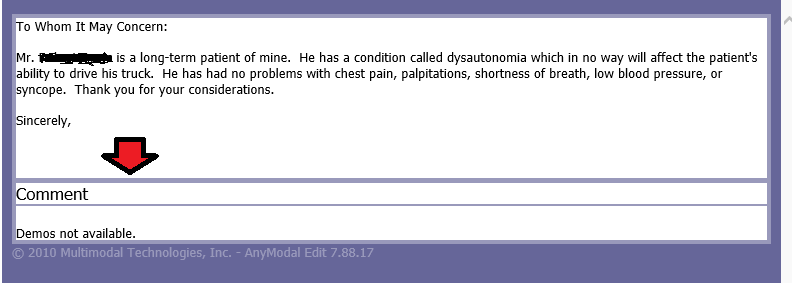 To Whom It May Concern:
Mr. is a long-term patient of mine.  He has a condition called dysautonomia which in no way will affect the patient's
ability to drive his truck.  He has had no problems with chest pain, palpitations, shortness of breath, low blood pressure, or
syncope.  Thank you for your considerations.
Sincerely,
Comment
Demos not available.
© 2010 Multimodal Technologies, Inc. - AnyModal Edit 7.88.17